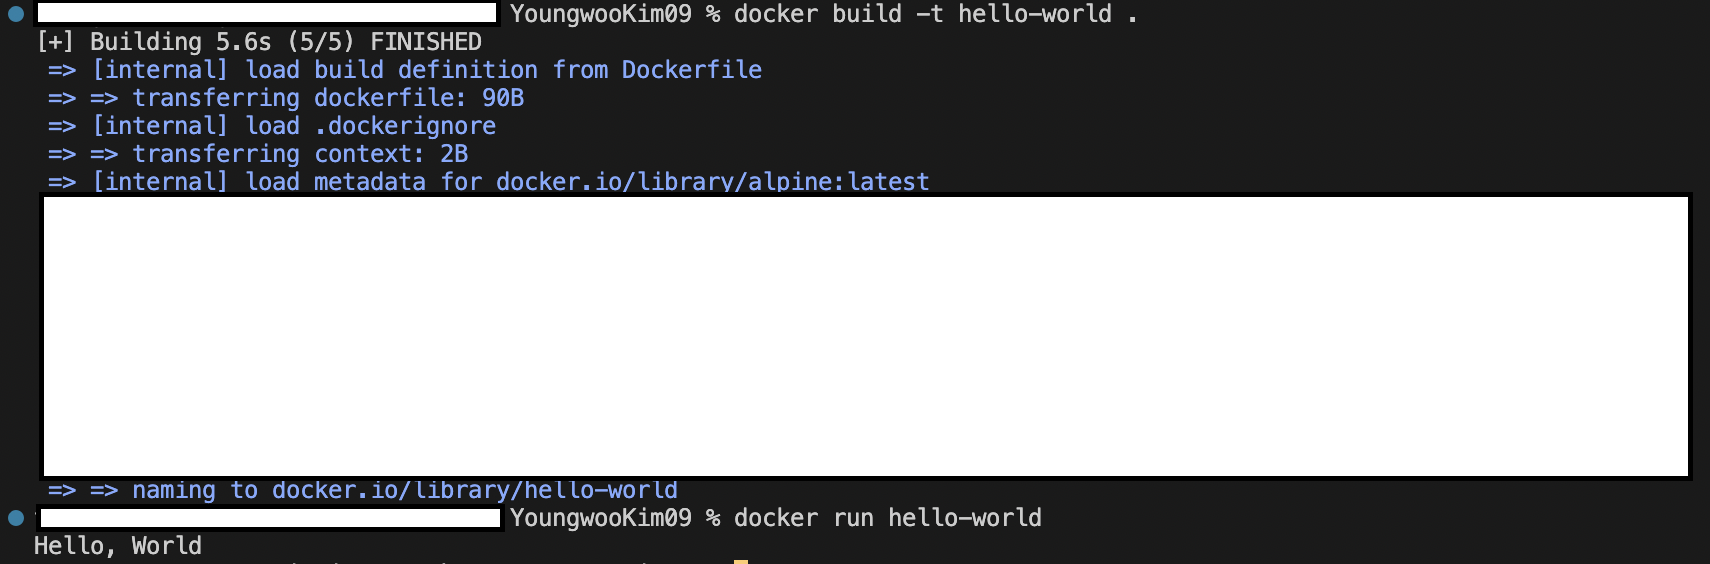 YoungwooKim09 % docker build -t hello-world .
[+] Building 5.6s (5/5) FINISHED
=> [internal] load build definition from Dockerfile
=> => transferring dockerfile: 90B
=> [internal] load .dockerignore
=> => transferring context: 2B
=> [internal] load metadata for docker.io/library/alpine:latest
=> => naming to docker.io/library/hello-world
YoungwooKim09 % docker run hello-world
Hello, World